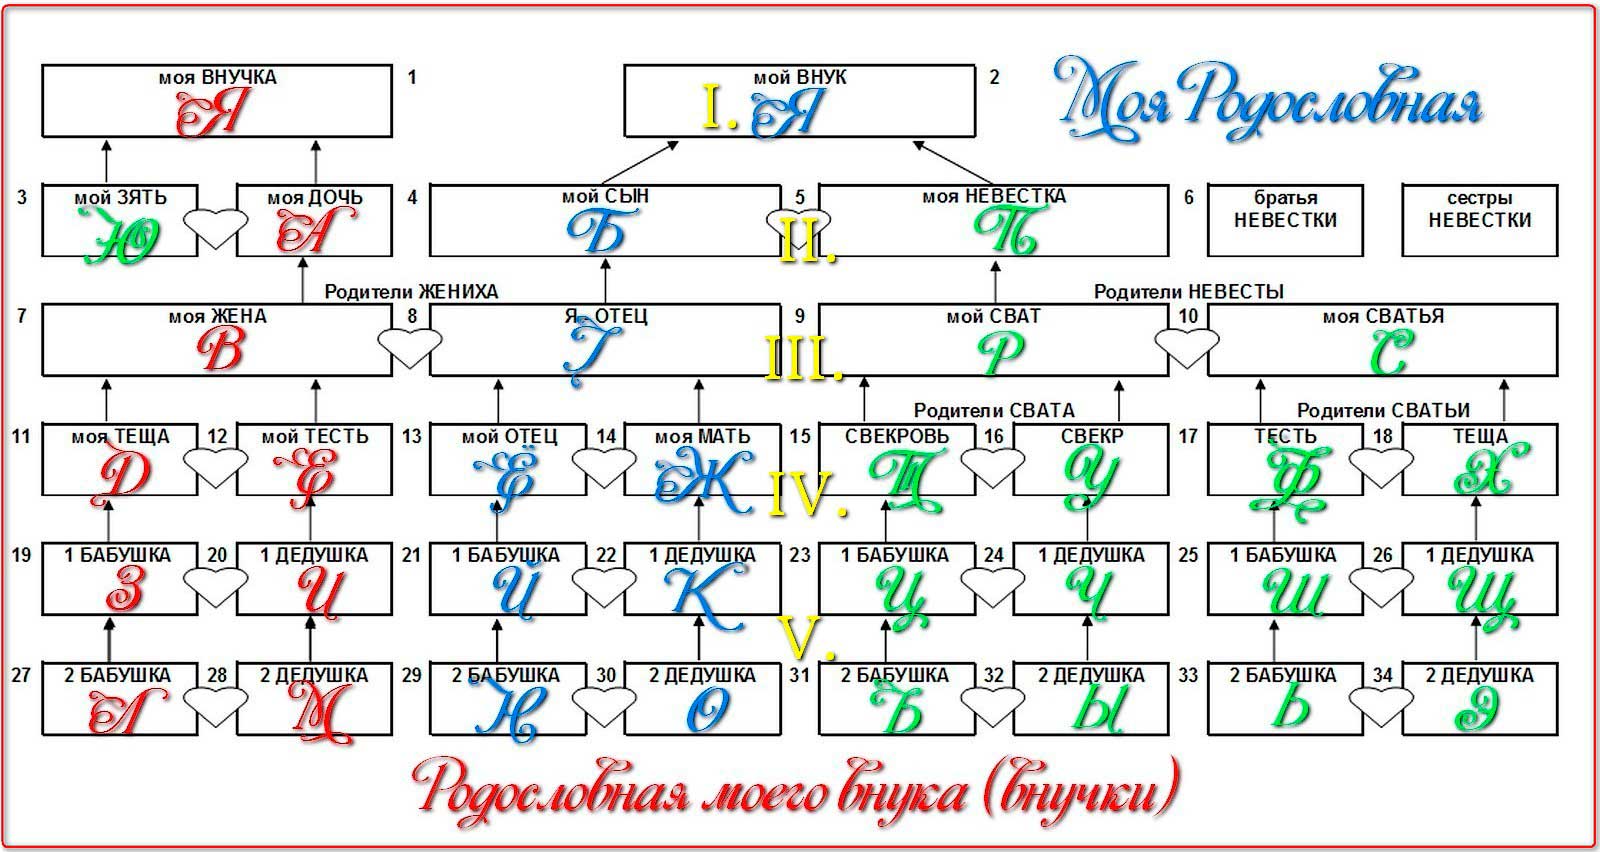 моя ВНУЧКА 1 мой ВНУК 2
Я I. Я
Моя Родословная
3 мой ЗЯТЬ моя ДОЧЬ 4 мой СЫН 5 моя НЕВЕСТКА 6 братья НЕВЕСТКИ сестры НЕВЕСТКИ
Ю А Б II. П
Родители ЖЕНИХА Родители НЕВЕСТЫ
7 моя ЖЕНА 8 Я - ОТЕЦ 9 мой СВАТ 10 моя СВАТЬЯ
В Г III. Р С
Родители СВАТА Родители СВАТЬИ
11 моя ТЕЩА 12 мой ТЕСТЬ 13 мой ОТЕЦ 14 моя МАТЬ 15 СВЕКРОВЬ 16 СВЕКР 17 ТЕСТЬ 18 ТЕЩА
Д Е Ё Ж IV. Т У Ф Х
19 1 БАБУШКА 20 1 ДЕДУШКА 21 1 БАБУШКА 22 1 ДЕДУШКА 23 1 БАБУШКА 24 1 ДЕДУШКА 25 1 БАБУШКА 26 1 ДЕДУШКА
З И Й К Ц Ч Ш Щ
V.
27 2 БАБУШКА 28 2 ДЕДУШКА 29 2 БАБУШКА 30 2 ДЕДУШКА 31 2 БАБУШКА 32 2 ДЕДУШКА 33 2 БАБУШКА 34 2 ДЕДУШКА
Л М Н О Ъ Ы Ь Э
Родословная моего внука (внучки)